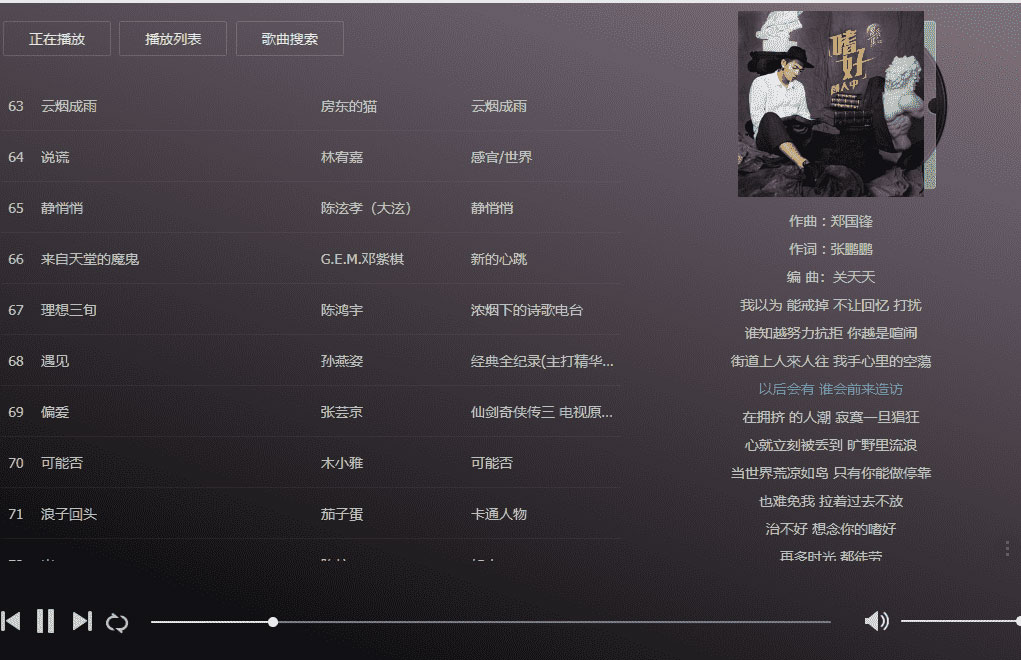 正在播放 播放列表 歌曲搜索
63 云烟成雨 房东的猫 云烟成雨
64 说谎 林宥嘉 感官/世界
65 静悄悄 陈泫孝（大泫） 静悄悄
66 来自天堂的魔鬼 G.E.M.邓紫棋 新的心跳
67 理想三旬 陈鸿宇 浓烟下的诗歌电台
68 遇见 孙燕姿 经典全纪录(主打精华...
69 偏爱 张芸京 仙剑奇侠传三 电视原...
70 可能否 木小雅 可能否
71 浪子回头 茄子蛋 卡通人物
嗜好
颜人中
作曲：郑国锋
作词：张鹏鹏
编 曲：关天天
我以为 能戒掉 不让回忆 打扰
谁知越努力抗拒 你越是喧闹
街道上人來人往 我手心里的空蕩
以后会有 谁会前来造访
在拥挤 的人潮 寂寞一旦猖狂
心就立刻被丢到 旷野里流浪
当世界荒凉如岛 只有你能做停靠
也难免我 拉着过去不放
治不好 想念你的嗜好
再多时光 都徒劳